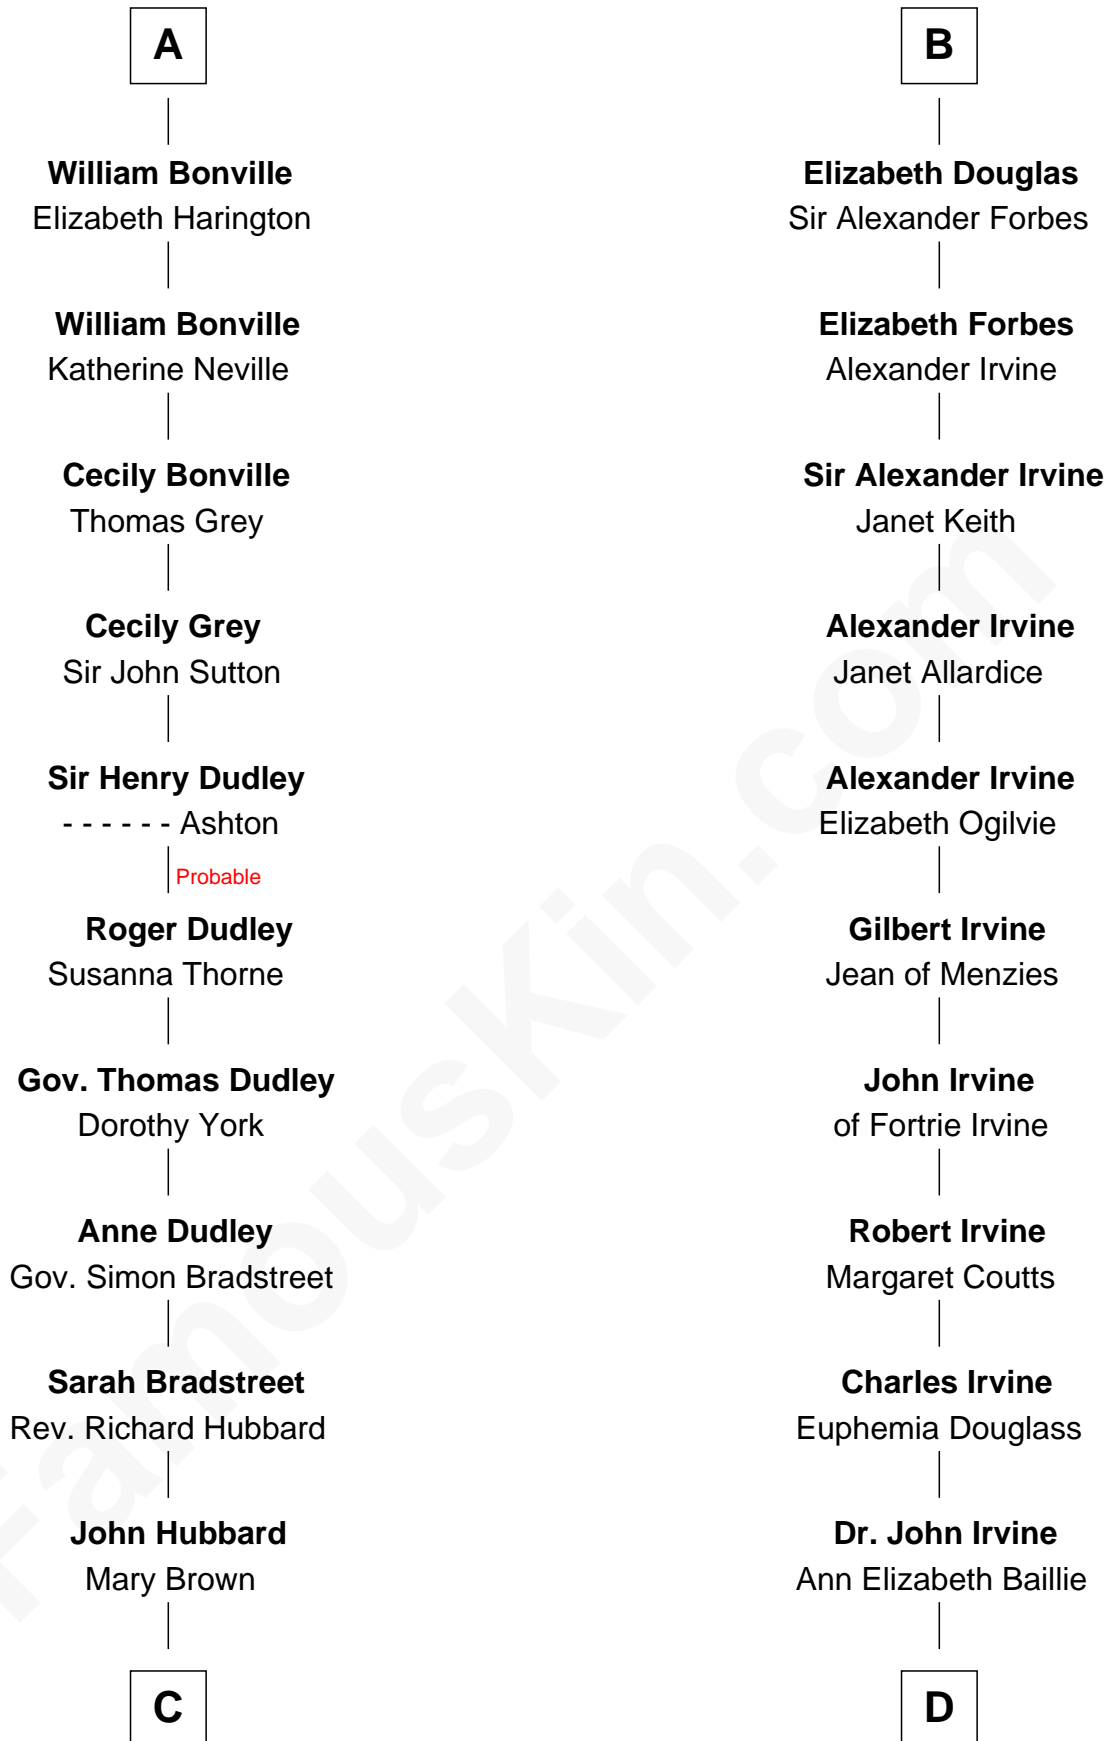 A
William Bonville
Elizabeth Harington
William Bonville
Katherine Neville
Cecily Bonville
Thomas Grey
Cecily Grey
Sir John Sutton
Sir Henry Dudley
- - - - - - Ashton
Probable
Roger Dudley
Susanna Thorne
Gov. Thomas Dudley
Dorothy York
Anne Dudley
Gov. Simon Bradstreet
Sarah Bradstreet
Rev. Richard Hubbard
John Hubbard
Mary Brown
C
B
Elizabeth Douglas
Sir Alexander Forbes
Elizabeth Forbes
Alexander Irvine
Sir Alexander Irvine
Janet Keith
Alexander Irvine
Janet Allardice
Alexander Irvine
Elizabeth Ogilvie
Gilbert Irvine
Jean of Menzies
John Irvine
of Fortrie Irvine
Robert Irvine
Margaret Coutts
Charles Irvine
Euphemia Douglass
Dr. John Irvine
Ann Elizabeth Baillie
D
FamousKin.com